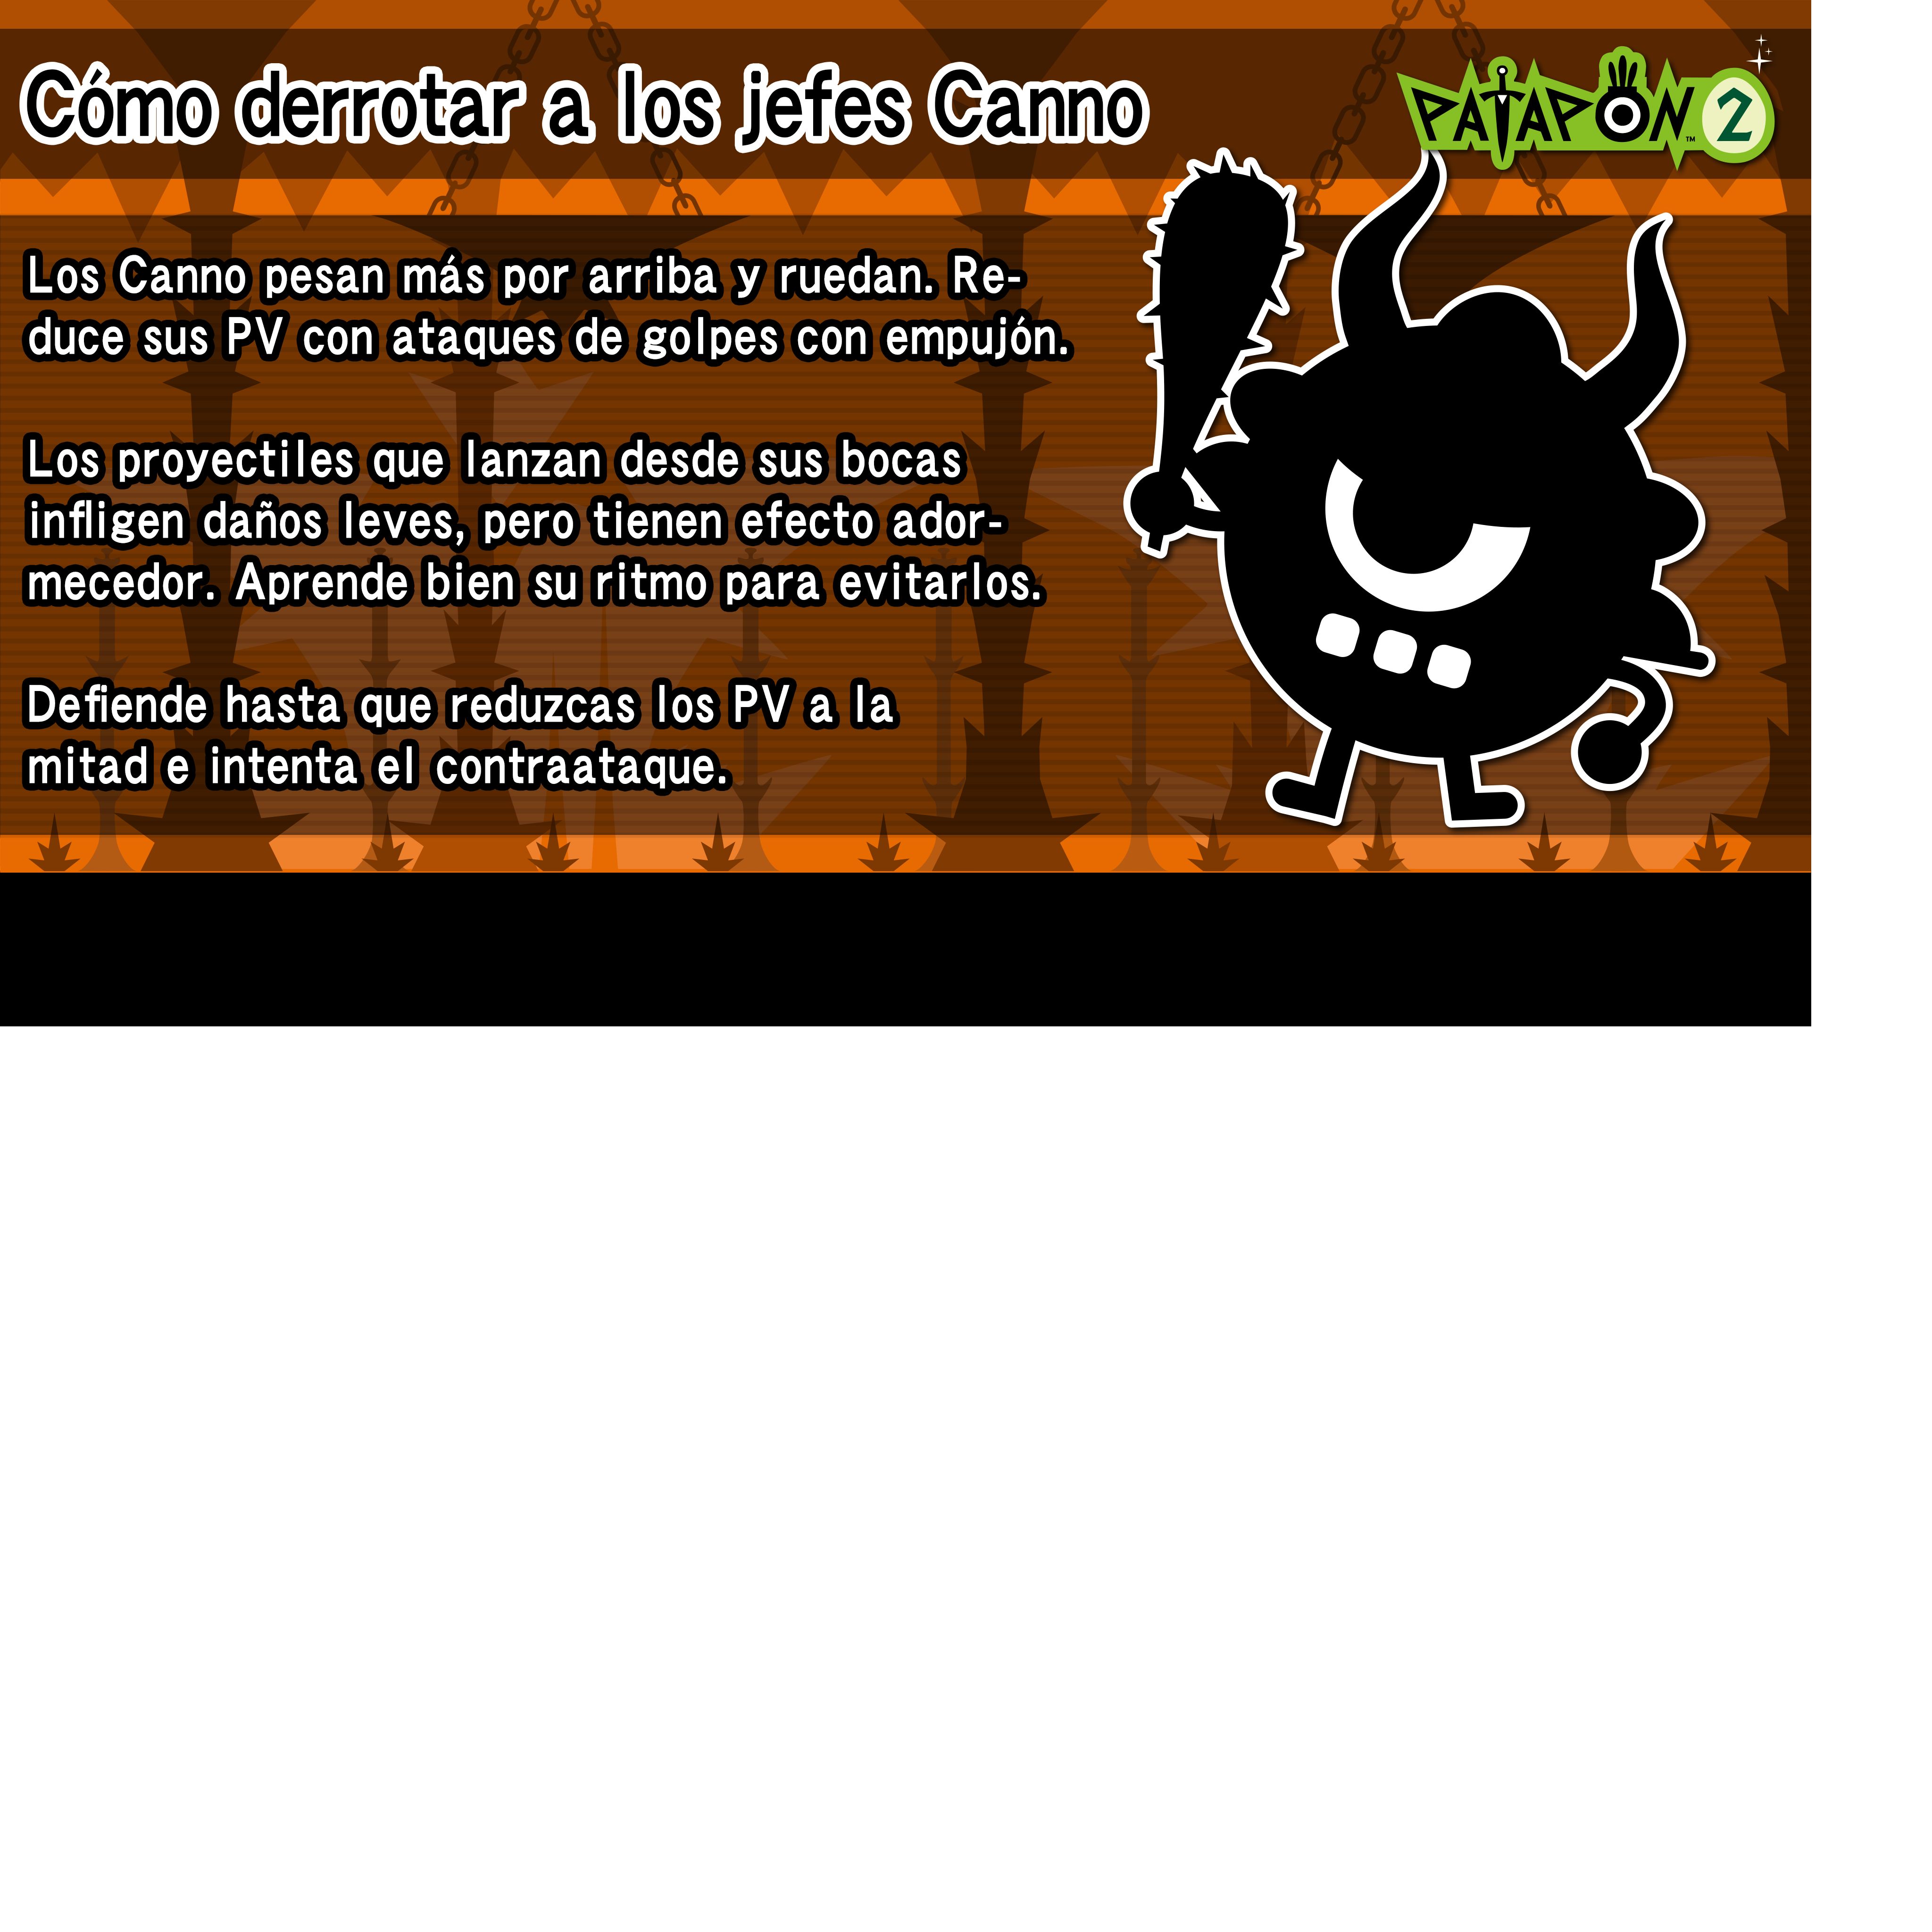 Cómo derrotar a los jefes Canno
PATAPON™ 2
Los Canno pesan más por arriba y ruedan. Re-
duce sus PV con ataques de golpes con empujón.
Los proyectiles que lanzan desde sus bocas
infligen daños leves, pero tienen efecto ador-
mecedor. Aprende bien su ritmo para evitarlos.
Defiende hasta que reduzcas los PV a la
mitad e intenta el contraataque.